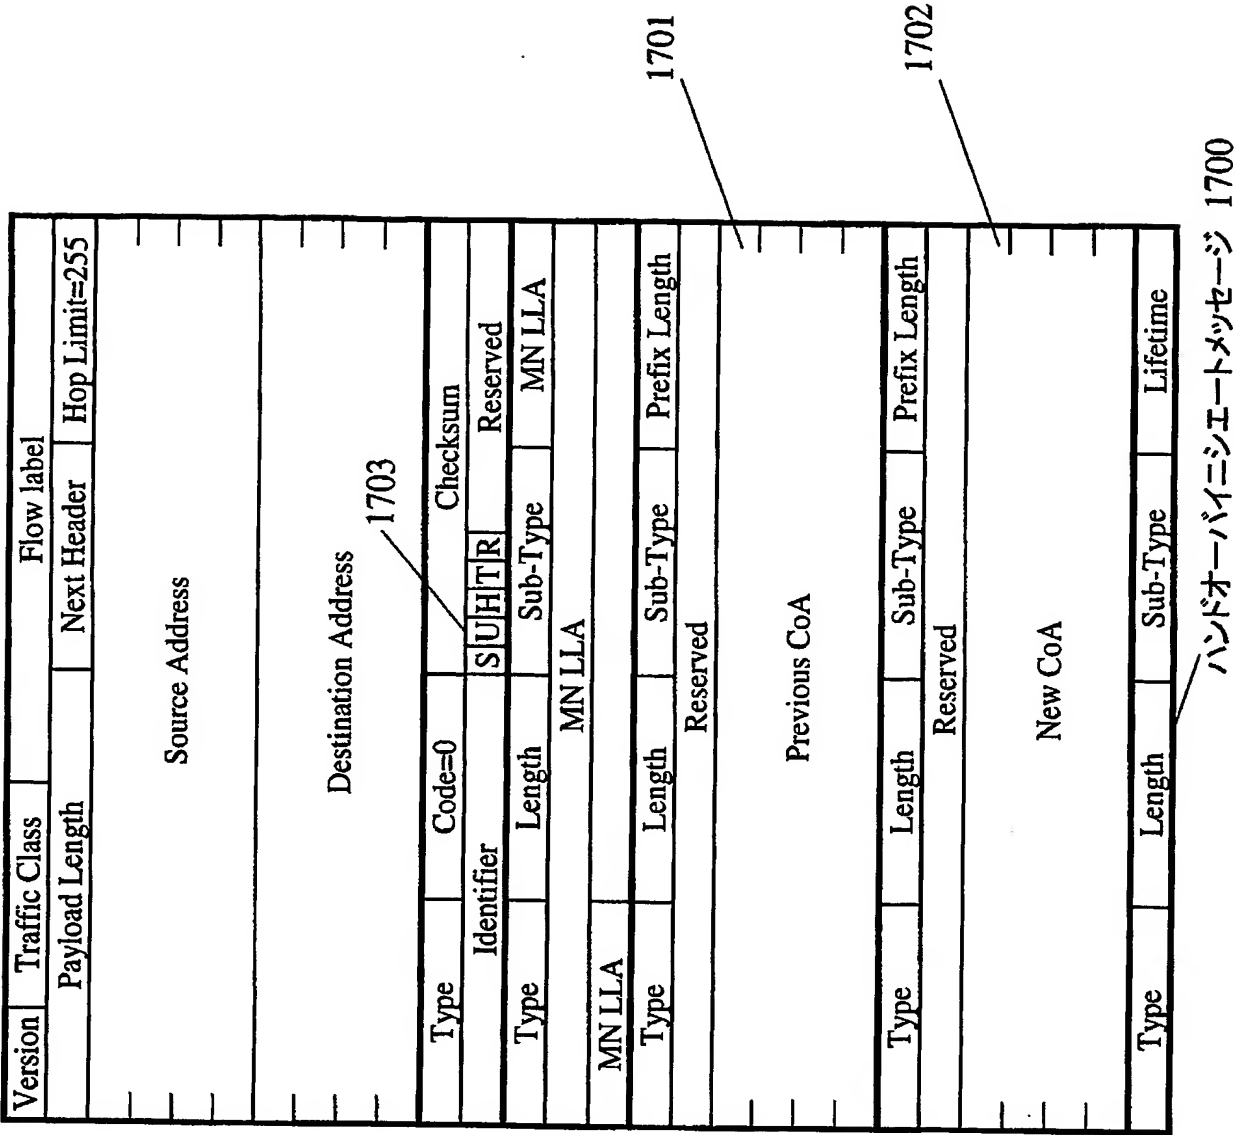 Version Traffic Class Flow label
Payload Length Next Header Hop Limit=255
Source Address
Destination Address
1703
Type Code=0 Checksum
Identifier S U H T R Reserved
Type Length Sub-Type MN LLA
MN LLA
MN LLA
Type Length Sub-Type Prefix Length
Reserved
1701
Previous CoA
Type Length Sub-Type Prefix Length
Reserved
1702
New CoA
Type Length Sub-Type Lifetime
ハンドオーバイニシエートメッセージ 1700